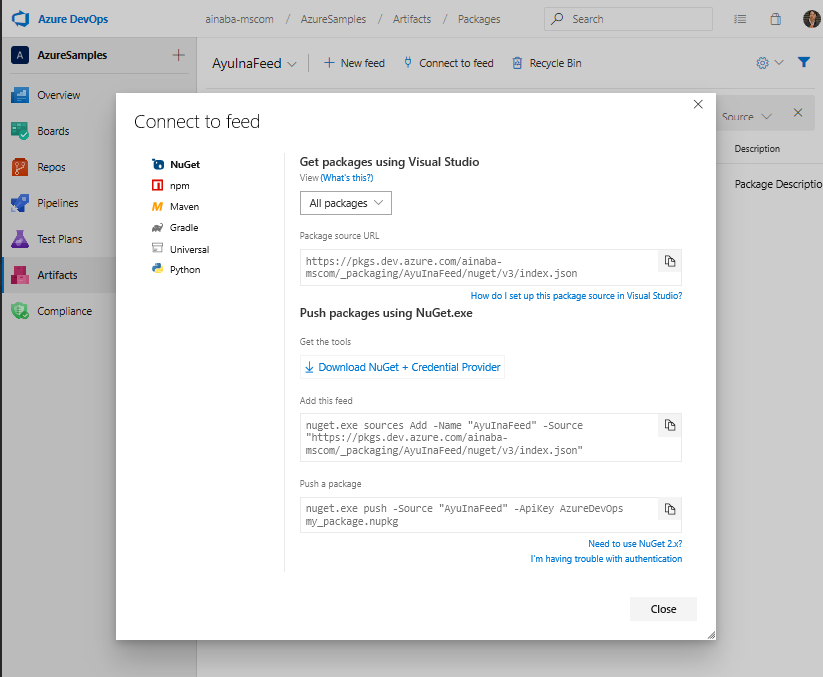 Azure DevOps
ainaba-mscom / AzureSamples / Artifacts / Packages
Search
A AzureSamples
AyuInaFeed
New feed
Connect to feed
Recycle Bin
Overview
Boards
Repos
Pipelines
Test Plans
Artifacts
Compliance
Source
Description
Package Descriptio
Connect to feed
NuGet
npm
Maven
Gradle
Universal
Python
Get packages using Visual Studio
View (What's this?)
All packages
Package source URL
https://pkgs.dev.azure.com/ainaba-
mscom/_packaging/AyuInaFeed/nuget/v3/index.json
How do I set up this package source in Visual Studio?
Push packages using NuGet.exe
Get the tools
Download NuGet + Credential Provider
Add this feed
nuget.exe sources Add -Name "AyuInaFeed" -Source
"https://pkgs.dev.azure.com/ainaba-
mscom/_packaging/AyuInaFeed/nuget/v3/index.json"
Push a package
nuget.exe push -Source "AyuInaFeed" -ApiKey AzureDevOps
my_package.nupkg
Need to use NuGet 2.x?
I'm having trouble with authentication
Close